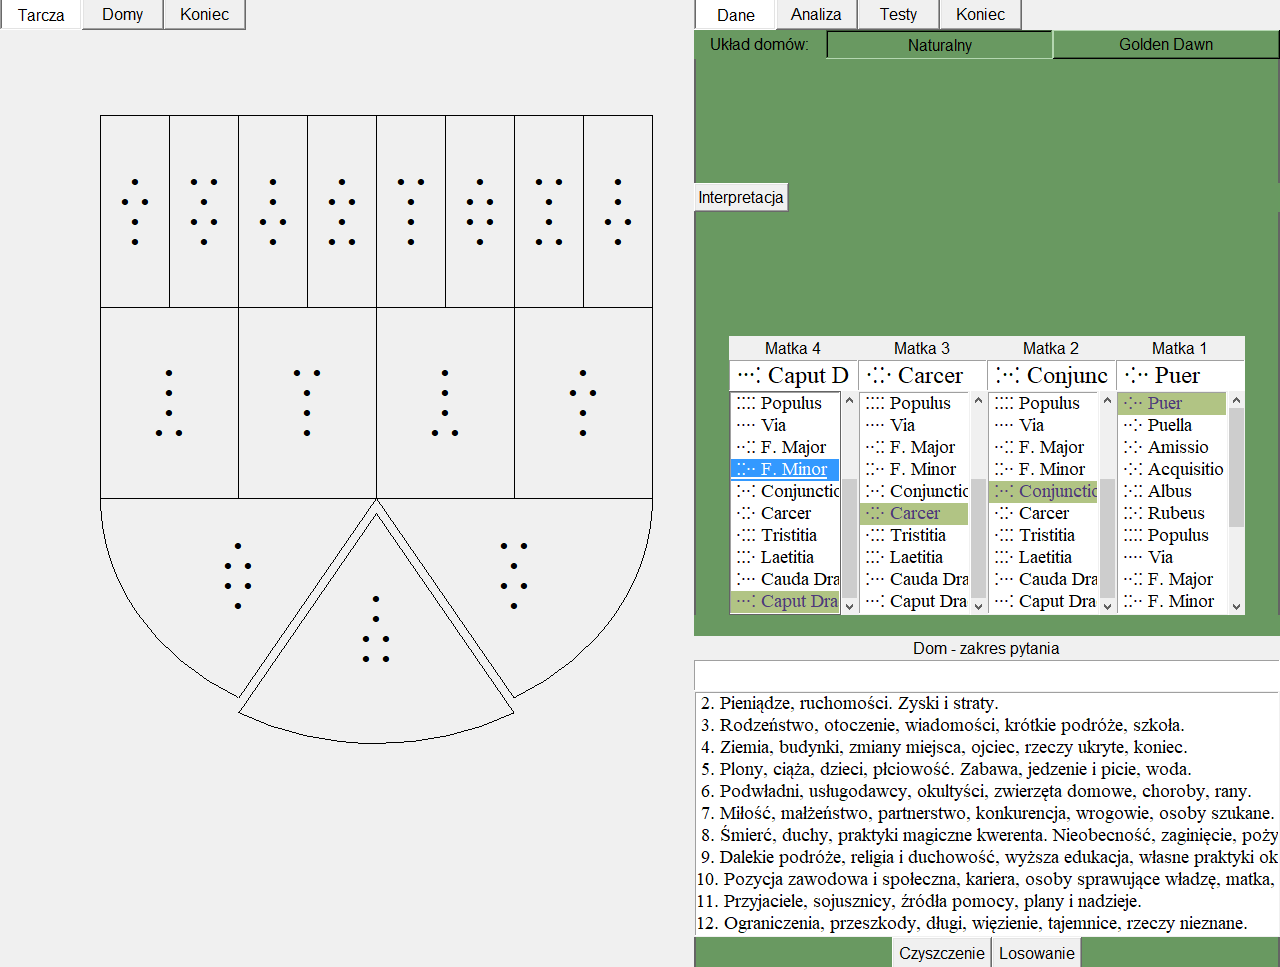 Tarcza Domy Koniec
Dane Analiza Testy Koniec
Układ domów: Naturalny Golden Dawn
Interpretacja
Matka 4 Matka 3 Matka 2 Matka 1
Caput D Carcer Conjunc Puer
Populus Populus Populus Puer
Via Via Via Puella
F. Major F. Major F. Major Amissio
F. Minor F. Minor F. Minor Acquisitio
Conjunctic Conjunctic Conjunctic Albus
Carcer Carcer Carcer Rubeus
Tristitia Tristitia Tristitia Populus
Laetitia Laetitia Laetitia Via
Cauda Dra Cauda Dra Cauda Dra F. Major
Caput Dra Caput Dra Caput Dra F. Minor
Dom - zakres pytania
2. Pieniądze, ruchomości. Zyski i straty.
3. Rodzeństwo, otoczenie, wiadomości, krótkie podróże, szkoła.
4. Ziemia, budynki, zmiany miejsca, ojciec, rzeczy ukryte, koniec.
5. Plony, ciąża, dzieci, płciowość. Zabawa, jedzenie i picie, woda.
6. Podwładni, usługodawcy, okultyści, zwierzęta domowe, choroby, rany.
7. Miłość, małżeństwo, partnerstwo, konkurencja, wrogowie, osoby szukane.
8. Śmierć, duchy, praktyki magiczne kwerenta. Nieobecność, zaginięcie, poży
9. Dalekie podróże, religia i duchowość, wyższa edukacja, własne praktyki ok
10. Pozycja zawodowa i społeczna, kariera, osoby sprawujące władzę, matka,
11. Przyjaciele, sojusznicy, źródła pomocy, plany i nadzieje.
12. Ograniczenia, przeszkody, długi, więzienie, tajemnice, rzeczy nieznane.
Czyszczenie Losowanie